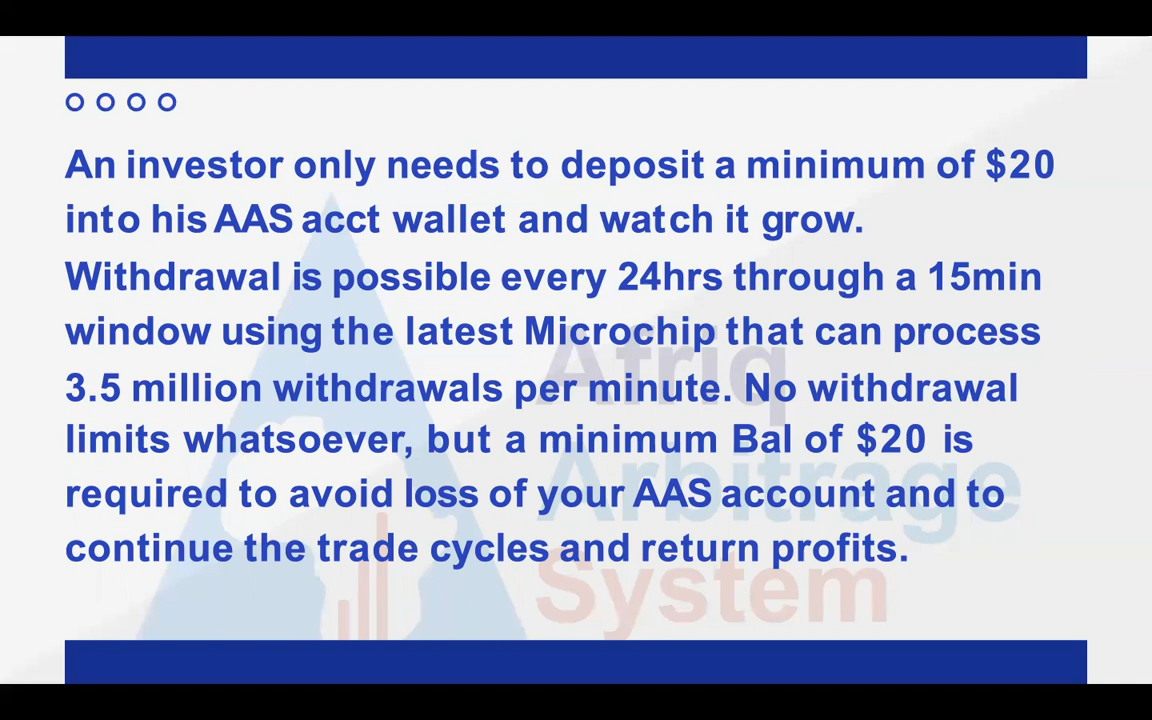 An investor only needs to deposit a minimum of $20
into his AAS acct wallet and watch it grow.
Withdrawal is possible every 24hrs through a 15min
window using the latest Microchip that can process
3.5 million withdrawals per minute. No withdrawal
limits whatsoever, but a minimum Bal of $20 is
required to avoid loss of your AAS account and to
continue the trade cycles and return profits.
Afriq
Arbitrage
System